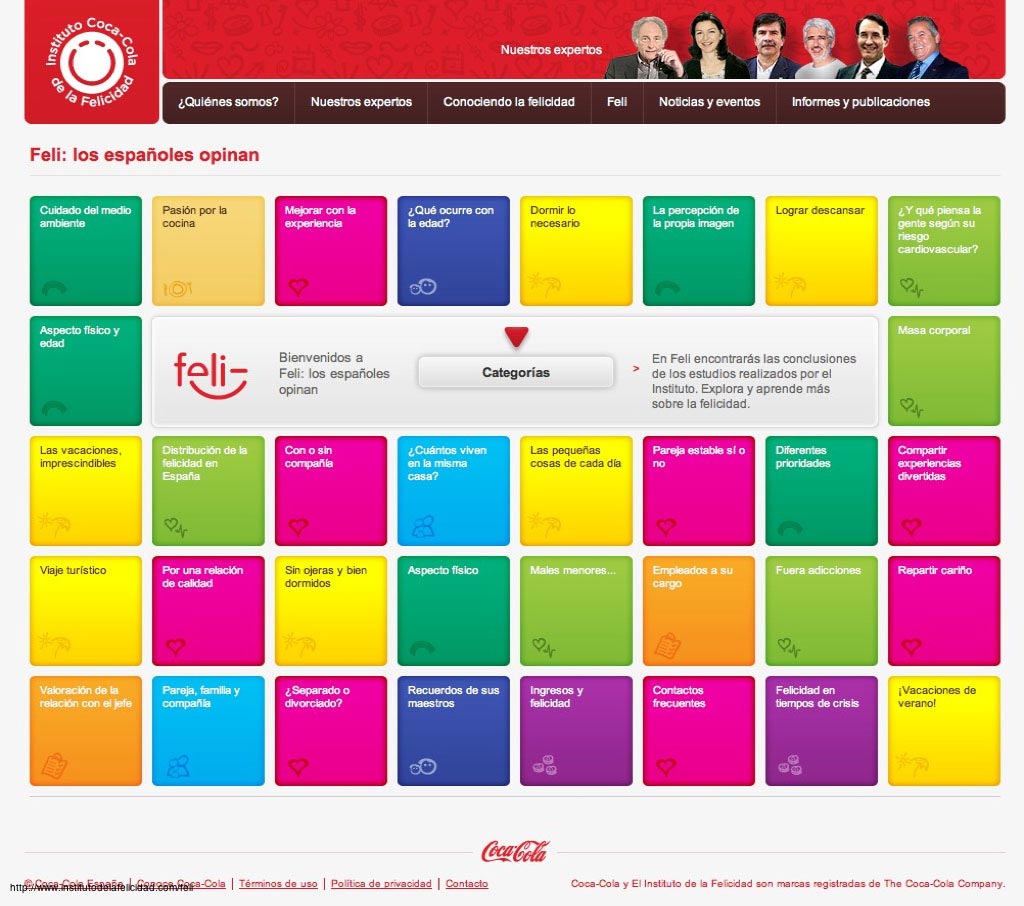 Instituto Coca-Cola
de la Felicidad
Nuestros expertos
¿Quiénes somos? Nuestros expertos Conociendo la felicidad Feli Noticias y eventos Informes y publicaciones
Feli: los españoles opinan
Cuidado del medio
ambiente
Pasión por la
cocina
Mejorar con la
experiencia
¿Qué ocurre con
la edad?
Dormir lo
necesario
La percepción de
la propia imagen
Lograr descansar
¿Y qué piensa la
gente según su
riesgo
cardiovascular?
Aspecto físico y
edad
feli
Bienvenidos a
Feli: los españoles
opinan
Categorías
>
En Feli encontrarás las conclusiones
de los estudios realizados por el
Instituto. Explora y aprende más
sobre la felicidad.
Masa corporal
Las vacaciones,
imprescindibles
Distribución de la
felicidad en
España
Con o sin
compañía
¿Cuántos viven
en la misma
casa?
Las pequeñas
cosas de cada día
Pareja estable sí o
no
Diferentes
prioridades
Compartir
experiencias
divertidas
Viaje turístico
Por una relación
de calidad
Sin ojeras y bien
dormidos
Aspecto físico
Males menores...
Empleados a su
cargo
Fuera adicciones
Repartir cariño
Valoración de la
relación con el jefe
Pareja, familia y
compañía
¿Separado o
divorciado?
Recuerdos de sus
maestros
Ingresos y
felicidad
Contactos
frecuentes
Felicidad en
tiempos de crisis
¡Vacaciones de
verano!
Coca-Cola
© Coca-Cola España | Conoce Coca-Cola | Términos de uso | Política de privacidad | Contacto
http://www.institutodelafelicidad.com/feli
Coca-Cola y El Instituto de la Felicidad son marcas registradas de The Coca-Cola Company.